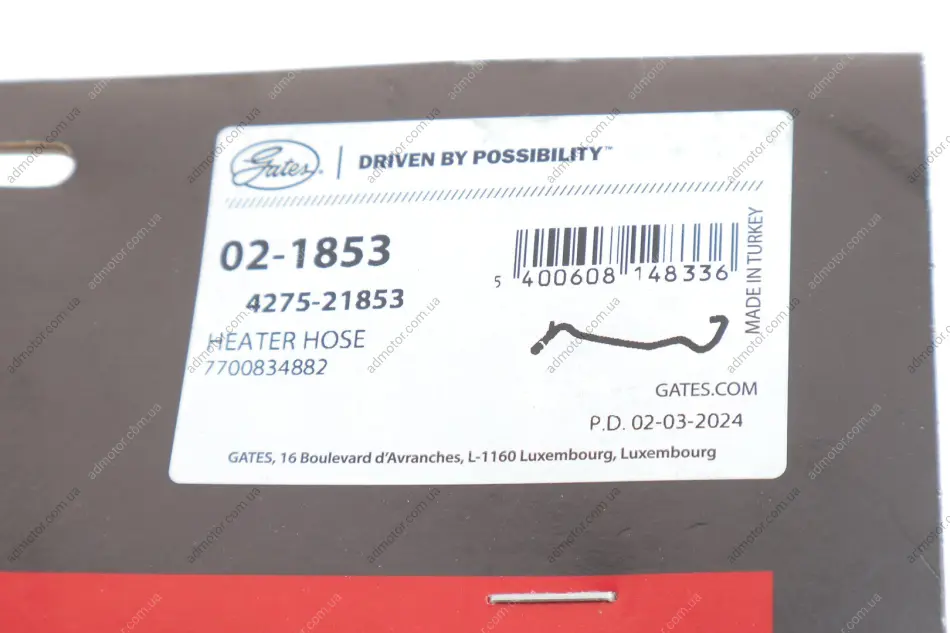 Gates® | DRIVEN BY POSSIBILITY™
02-1853
4275-21853
HEATER HOSE
7700834882
5 400608 148336
MADE IN TURKEY
GATES.COM
P.D. 02-03-2024
GATES, 16 Boulevard d'Avranches, L-1160 Luxembourg, Luxembourg
admotor.com.ua